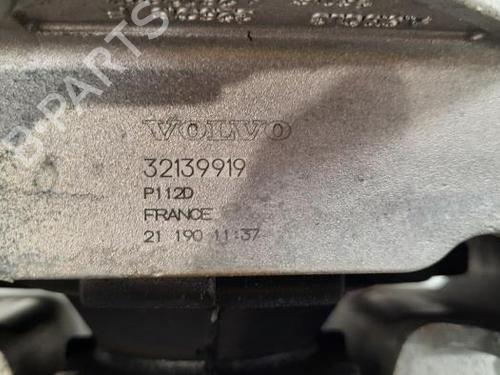 B-PARTS
VOLVO
32139919
P112D
FRANCE
21 190 11:37